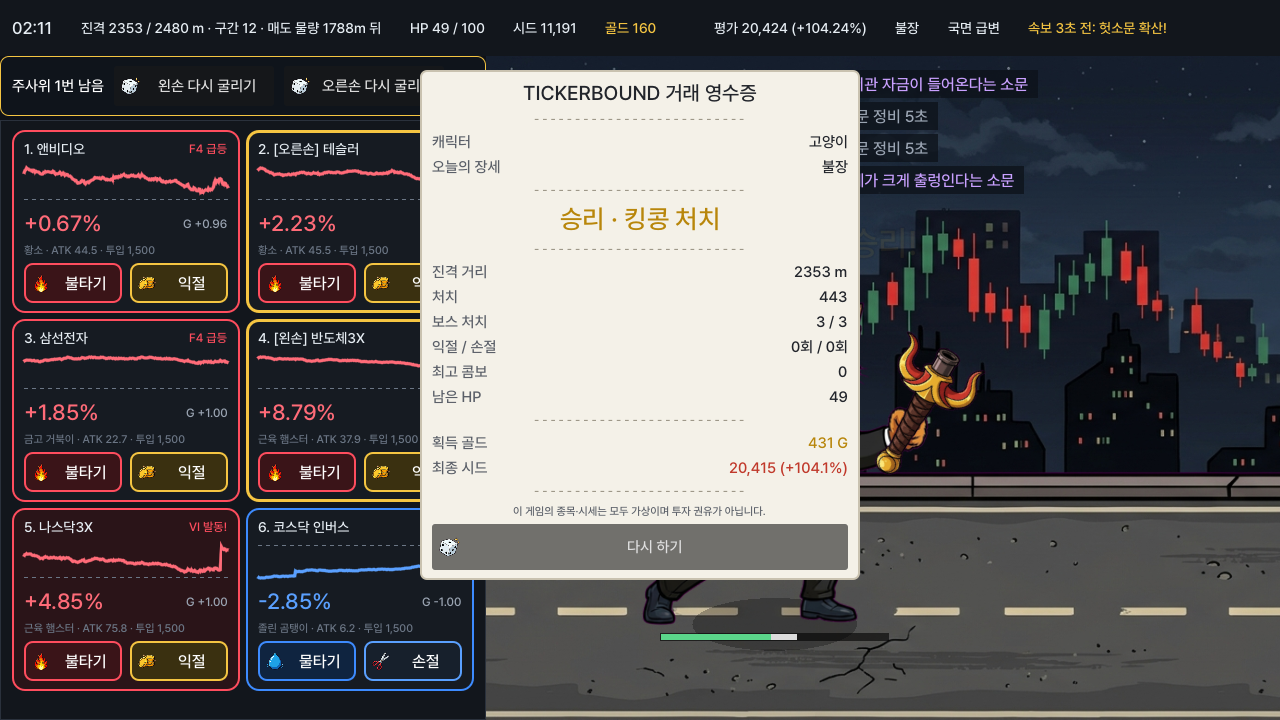 02:11 진격 2353 / 2480 m · 구간 12 · 매도 물량 1788m 뒤 HP 49 / 100 시드 11,191 골드 160 평가 20,424 (+104.24%) 불장 국면 급변 속보 3초 전: 헛소문 확산!
주사위 1번 남음 왼손 다시 굴리기 오른손 다시 굴리
1. 앤비디오 F4 급등
+0.67% G +0.96
황소 · ATK 44.5 · 투입 1,500
불타기 익절
2. [오른손] 테슬러
+2.23%
황소 · ATK 45.5 · 투입 1,500
불타기
3. 삼선전자 F4 급등
+1.85% G +1.00
금고 거북이 · ATK 22.7 · 투입 1,500
불타기 익절
4. [왼손] 반도체3X
+8.79%
근육 햄스터 · ATK 37.9 · 투입 1,500
불타기
5. 나스닥3X VI 발동!
+4.85% G +1.00
근육 햄스터 · ATK 75.8 · 투입 1,500
불타기 익절
6. 코스닥 인버스
-2.85% G -1.00
졸린 곰탱이 · ATK 6.2 · 투입 1,500
물타기 손절
TICKERBOUND 거래 영수증
캐릭터 고양이
오늘의 장세 불장
승리 · 킹콩 처치
진격 거리 2353 m
처치 443
보스 처치 3 / 3
익절 / 손절 0회 / 0회
최고 콤보 0
남은 HP 49
획득 골드 431 G
최종 시드 20,415 (+104.1%)
이 게임의 종목·시세는 모두 가상이며 투자 권유가 아닙니다.
다시 하기
관 자금이 들어온다는 소문
문 정비 5초
문 정비 5초
가 크게 출렁인다는 소문